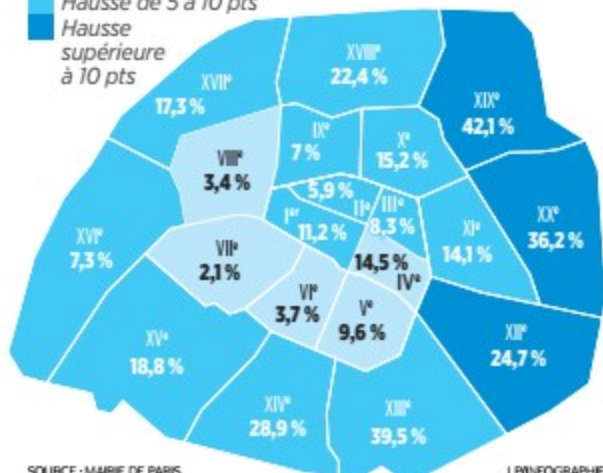 Hausse de 5 à 10 pts
Hausse
supérieure
à 10 pts
XVIIIe
22,4 %
XVIIe
17,3 %
XIXe
42,1 %
IXe
7 %
Xe
15,2 %
VIIIe
3,4 %
5,9 %
IIe
IIIe
8,3 %
Ier
11,2 %
XXe
36,2 %
XIe
14,1 %
XVIe
7,3 %
VIIe
2,1 %
14,5 %
IVe
VIe
3,7 %
Ve
9,6 %
XVe
18,8 %
XIIe
24,7 %
XIVe
28,9 %
XIIIe
39,5 %
SOURCE : MAIRIE DE PARIS.
LP/INFOGRAPHIE